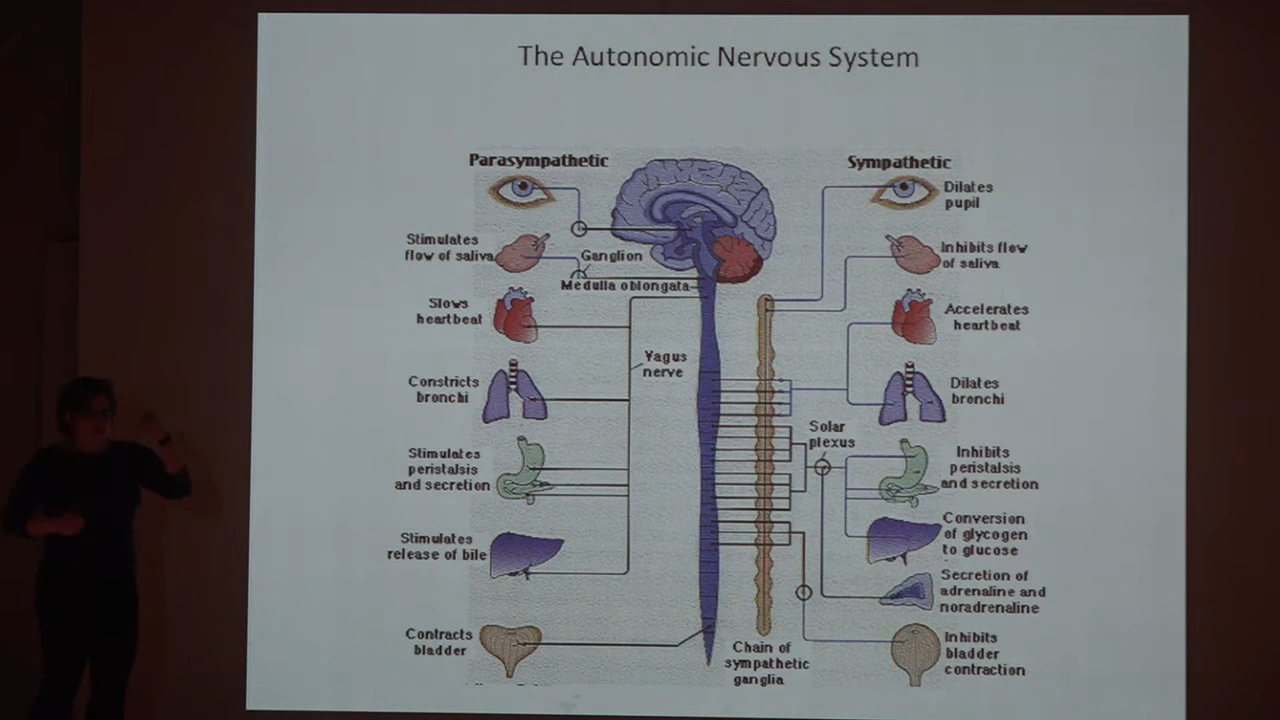 The Autonomic Nervous System
Parasympathetic
Stimulates
flow of saliva
Slows
heartbeat
Constricts
bronchi
Stimulates
peristalsis
and secretion
Stimulates
release of bile
Contracts
bladder
Ganglion
Medulla oblongata
Vagus
nerve
Solar
plexus
Chain of
sympathetic
ganglia
Sympathetic
Dilates
pupil
Inhibits flow
of saliva
Accelerates
heartbeat
Dilates
bronchi
Inhibits
peristalsis
and secretion
Conversion
of glycogen
to glucose
Secretion of
adrenaline and
noradrenaline
Inhibits
bladder
contraction